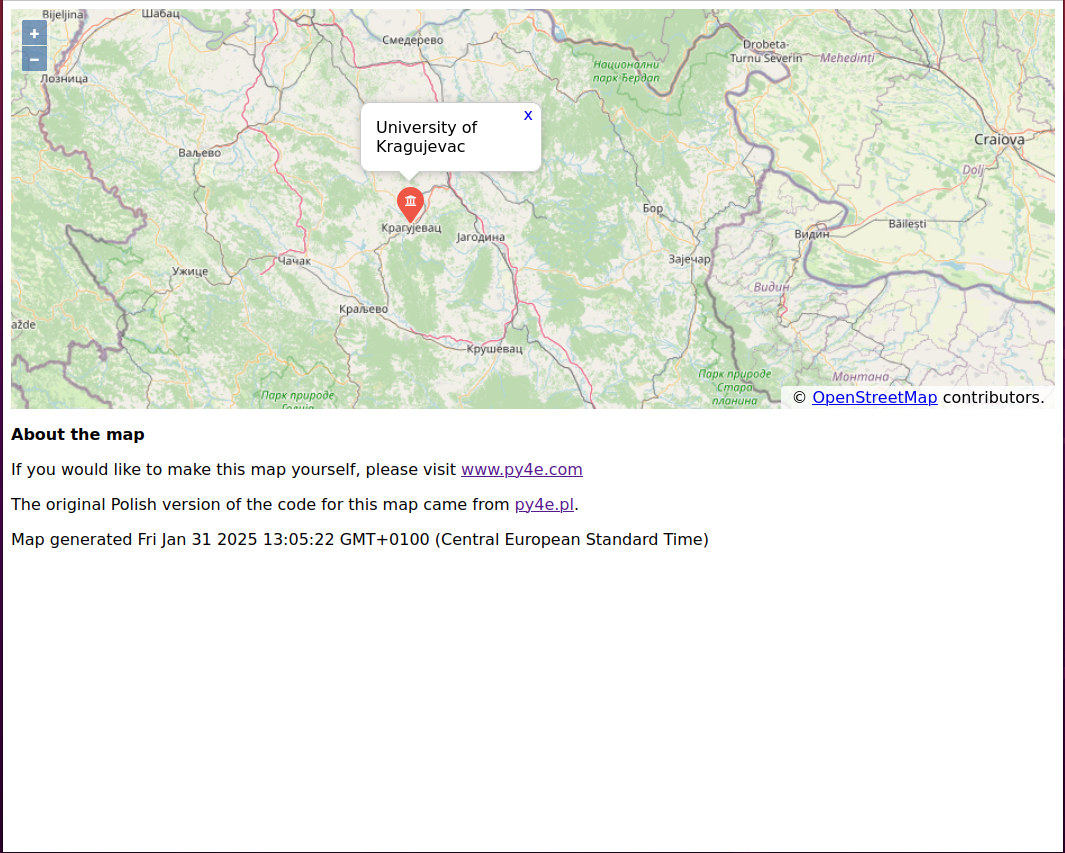 Bijeljina
Шабац
+
−
Смедерево
Drobeta-
Turnu Severin
Mehedinți
Национални
парк Ђердап
Лозница
University of
Kragujevac
x
Craiova
Ваљево
Dolj
Бор
Крагујевац
Јагодина
Видин
Băilești
Чачак
Зајечар
Ужице
Видин
Краљево
ažde
Крушевац
Парк природе
Стара
планина
Монтана
Парк природе
Голија
© OpenStreetMap contributors.
About the map
If you would like to make this map yourself, please visit www.py4e.com
The original Polish version of the code for this map came from py4e.pl.
Map generated Fri Jan 31 2025 13:05:22 GMT+0100 (Central European Standard Time)